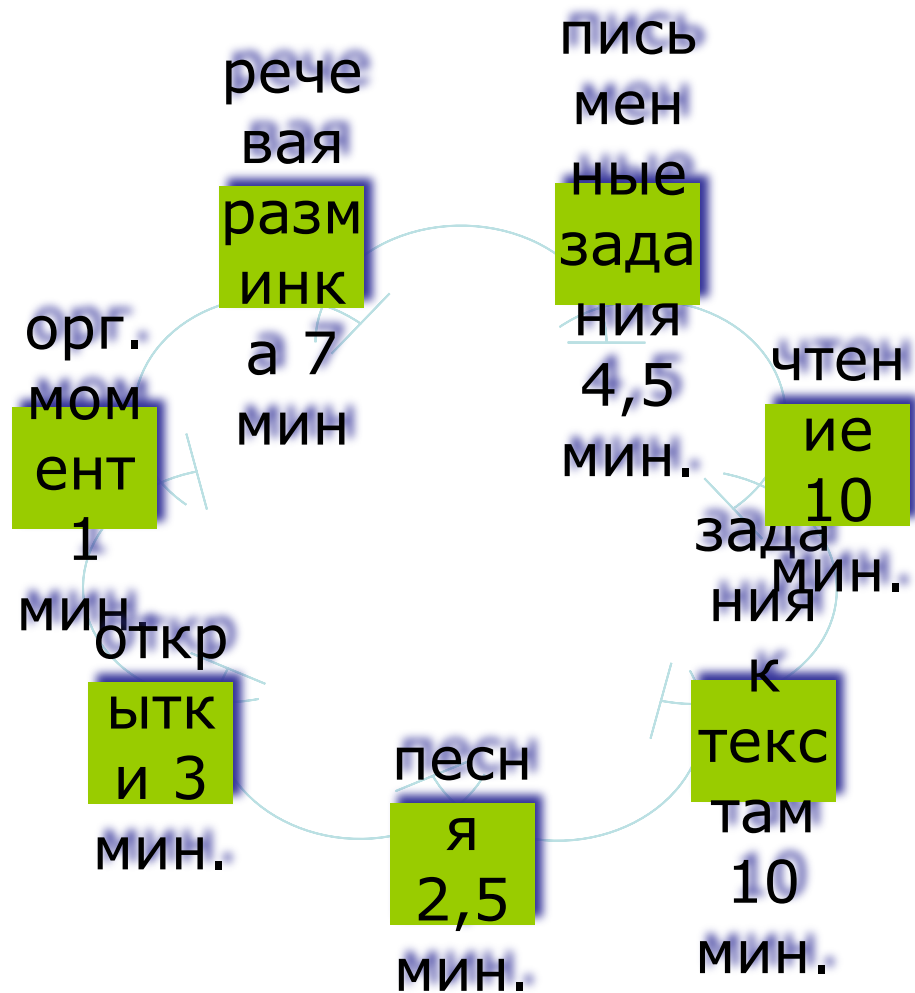 орг.
мом
ент
1
мин.
рече
вая
разм
инк
а 7
мин
пись
мен
ные
зада
ния
4,5
мин.
чтен
ие
10
мин.
зада
ния
к
текс
там
10
мин.
песн
я
2,5
мин.
откр
ытк
и 3
мин.